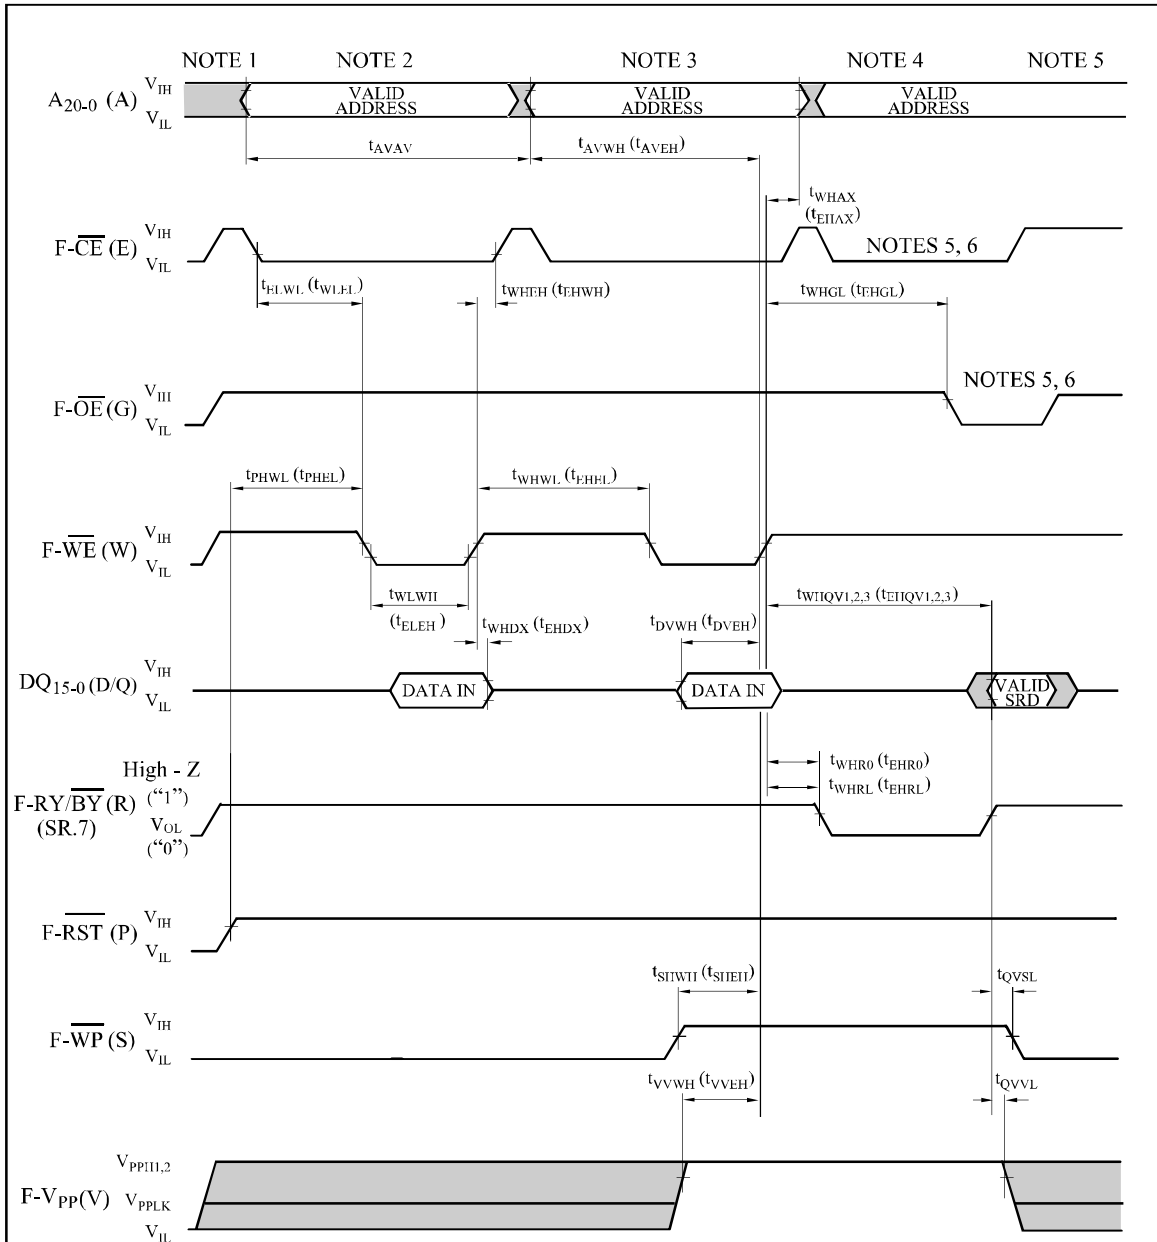 NOTE 1 NOTE 2 NOTE 3 NOTE 4 NOTE 5
A20-0 (A) VIH VIL VALID ADDRESS VALID ADDRESS VALID ADDRESS
tAVAV tAVWH (tAVEH)
tWHAX (tEHAX)
F-CE (E) VIH VIL NOTES 5, 6
tELWL (tWLEL) tWHEH (tEHWH) tWHGL (tEHGL)
F-OE (G) VIH VIL NOTES 5, 6
tPHWL (tPHEL) tWHWL (tEHEL)
F-WE (W) VIH VIL
tWLWH (tELEH) tWHDX (tEHDX) tDVWH (tDVEH) tWHQV1,2,3 (tEHQV1,2,3)
DQ15-0 (D/Q) VIH VIL DATA IN DATA IN VALID SRD
tWHR0 (tEHR0)
tWHRL (tEHRL)
F-RY/BY (R) (SR.7) High - Z (“1”) VOL (“0”)
F-RST (P) VIH VIL
tSHWH (tSHEH) tQVSL
F-WP (S) VIH VIL
tVVWH (tVVEH) tQVVL
F-VPP (V) VPPH1,2 VPPLK VIL